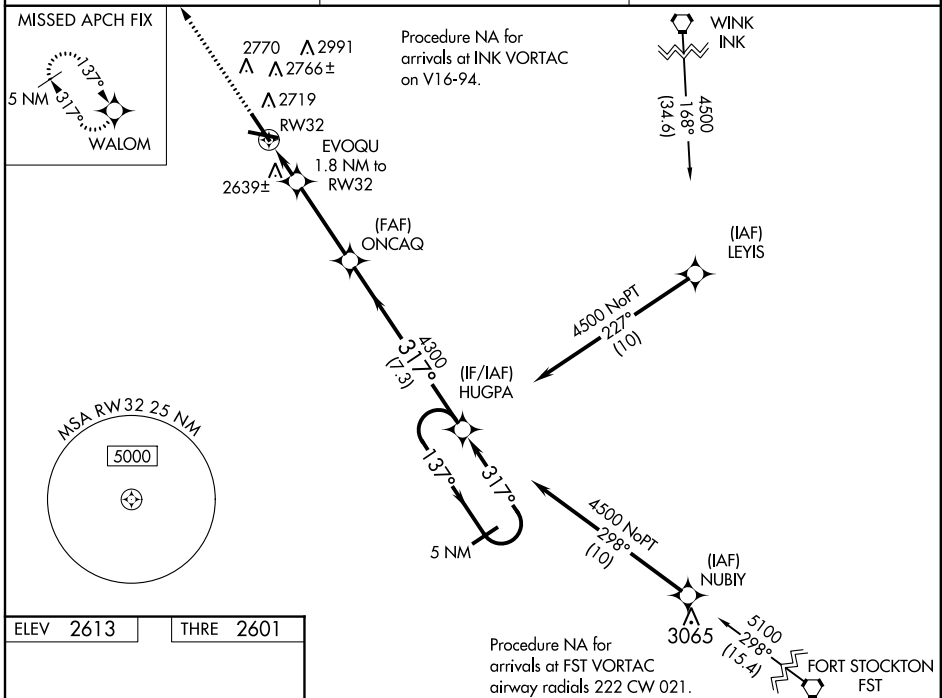 MISSED APCH FIX
5 NM
137°
317°
WALOM
2770
2991
2766±
2719
RW32
2639±
EVOQU
1.8 NM to
RW32
Procedure NA for
arrivals at INK VORTAC
on V16-94.
WINK
INK
4500
168°
(34.6)
(FAF)
ONCAQ
(IAF)
LEYIS
4500 NoPT
227°
(10)
4300
317°
(7.3)
(IF/IAF)
HUGPA
137°
317°
5 NM
MSA RW32 25 NM
5000
4500 NoPT
298°
(10)
(IAF)
NUBIY
3065
5100
298°
(15.4)
FORT STOCKTON
FST
Procedure NA for
arrivals at FST VORTAC
airway radials 222 CW 021.
ELEV 2613
THRE 2601